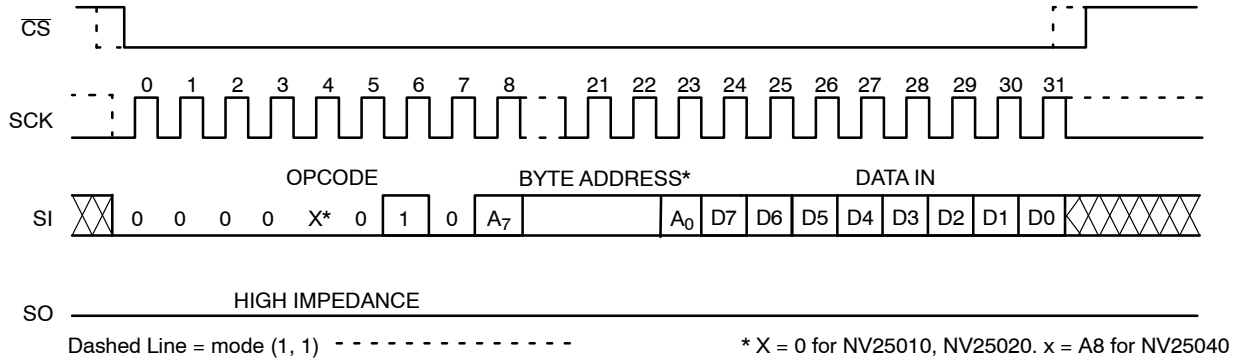 CS
0 1 2 3 4 5 6 7 8 21 22 23 24 25 26 27 28 29 30 31
SCK
OPCODE BYTE ADDRESS* DATA IN
SI 0 0 0 0 X* 0 1 0 A7 A0 D7 D6 D5 D4 D3 D2 D1 D0
HIGH IMPEDANCE
SO
Dashed Line = mode (1, 1) * X = 0 for NV25010, NV25020. x = A8 for NV25040